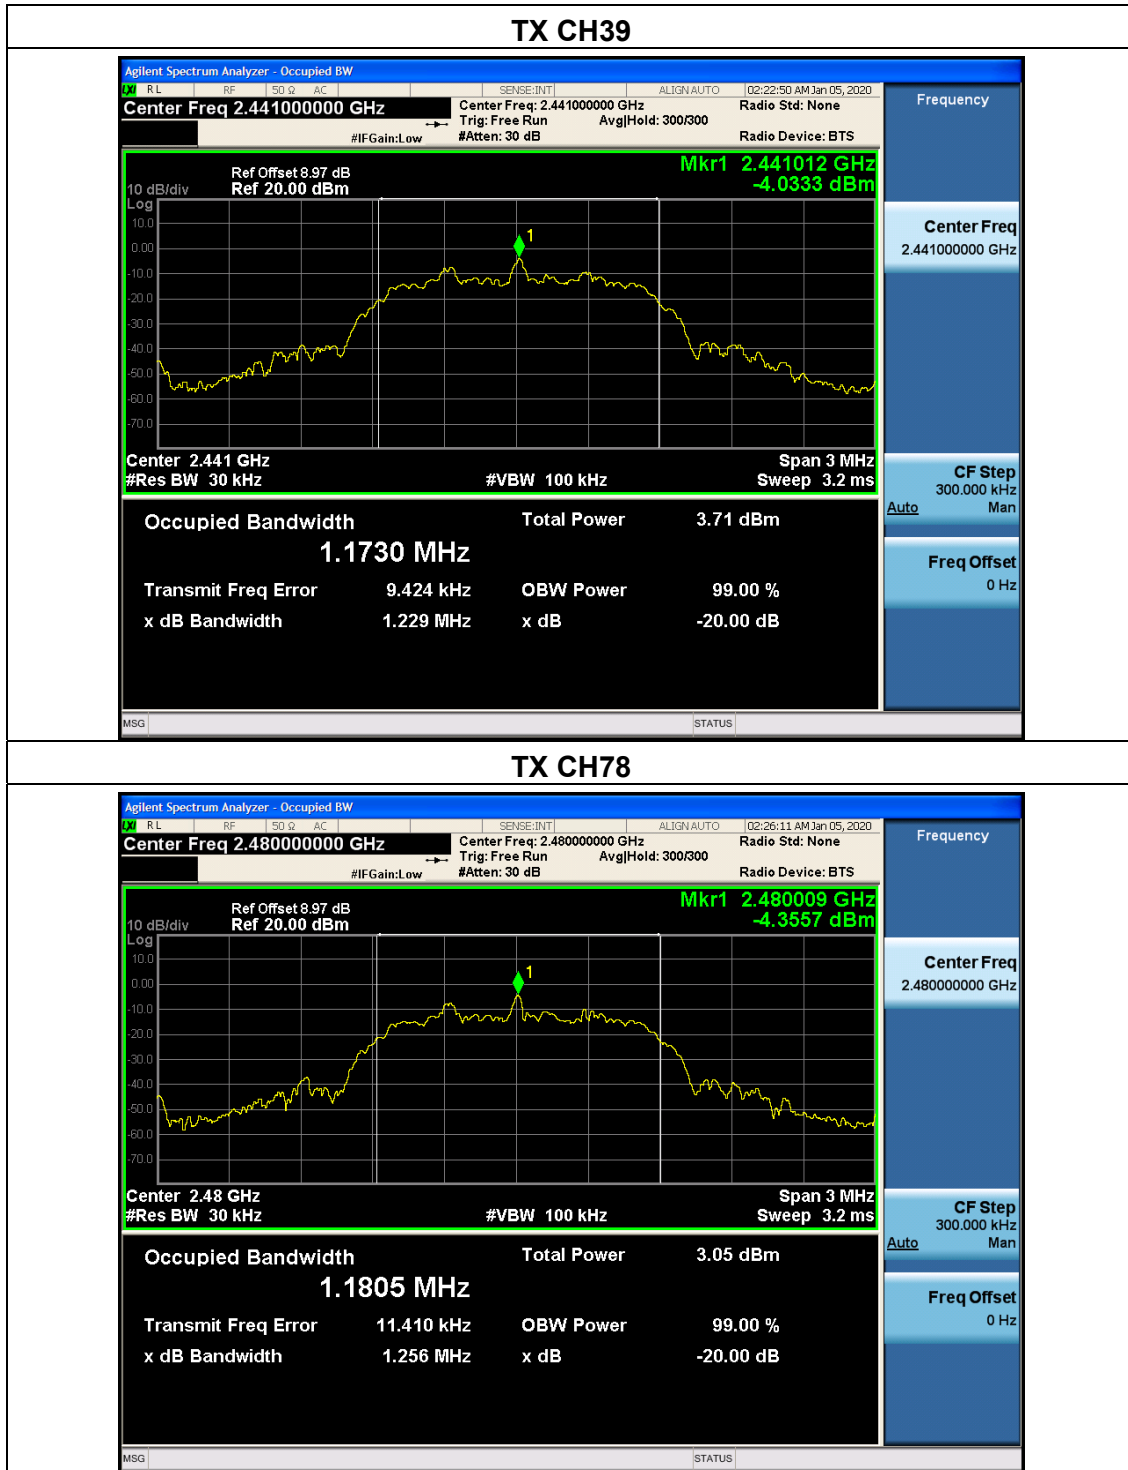 TX CH39
Agilent Spectrum Analyzer - Occupied BW
LXI RL RF 50 Ω AC SENSE:INT ALIGN AUTO 02:22:50 AM Jan 05, 2020
Center Freq 2.441000000 GHz Center Freq: 2.441000000 GHz Radio Std: None Frequency
Trig: Free Run Avg|Hold: 300/300
#IFGain:Low #Atten: 30 dB Radio Device: BTS
Mkr1 2.441012 GHz
Ref Offset 8.97 dB
10 dB/div Ref 20.00 dBm -4.0333 dBm
Log
10.0
0.00
-10.0
-20.0
-30.0
-40.0
-50.0
-60.0
-70.0
1
Center Freq
2.441000000 GHz
Center 2.441 GHz Span 3 MHz
#Res BW 30 kHz #VBW 100 kHz Sweep 3.2 ms
CF Step
300.000 kHz
Auto Man
Occupied Bandwidth Total Power 3.71 dBm
1.1730 MHz
Freq Offset
0 Hz
Transmit Freq Error 9.424 kHz OBW Power 99.00 %
x dB Bandwidth 1.229 MHz x dB -20.00 dB
MSG STATUS
TX CH78
Agilent Spectrum Analyzer - Occupied BW
LXI RL RF 50 Ω AC SENSE:INT ALIGN AUTO 02:26:11 AM Jan 05, 2020
Center Freq 2.480000000 GHz Center Freq: 2.480000000 GHz Radio Std: None Frequency
Trig: Free Run Avg|Hold: 300/300
#IFGain:Low #Atten: 30 dB Radio Device: BTS
Mkr1 2.480009 GHz
Ref Offset 8.97 dB
10 dB/div Ref 20.00 dBm -4.3557 dBm
Log
10.0
0.00
-10.0
-20.0
-30.0
-40.0
-50.0
-60.0
-70.0
1
Center Freq
2.480000000 GHz
Center 2.48 GHz Span 3 MHz
#Res BW 30 kHz #VBW 100 kHz Sweep 3.2 ms
CF Step
300.000 kHz
Auto Man
Occupied Bandwidth Total Power 3.05 dBm
1.1805 MHz
Freq Offset
0 Hz
Transmit Freq Error 11.410 kHz OBW Power 99.00 %
x dB Bandwidth 1.256 MHz x dB -20.00 dB
MSG STATUS